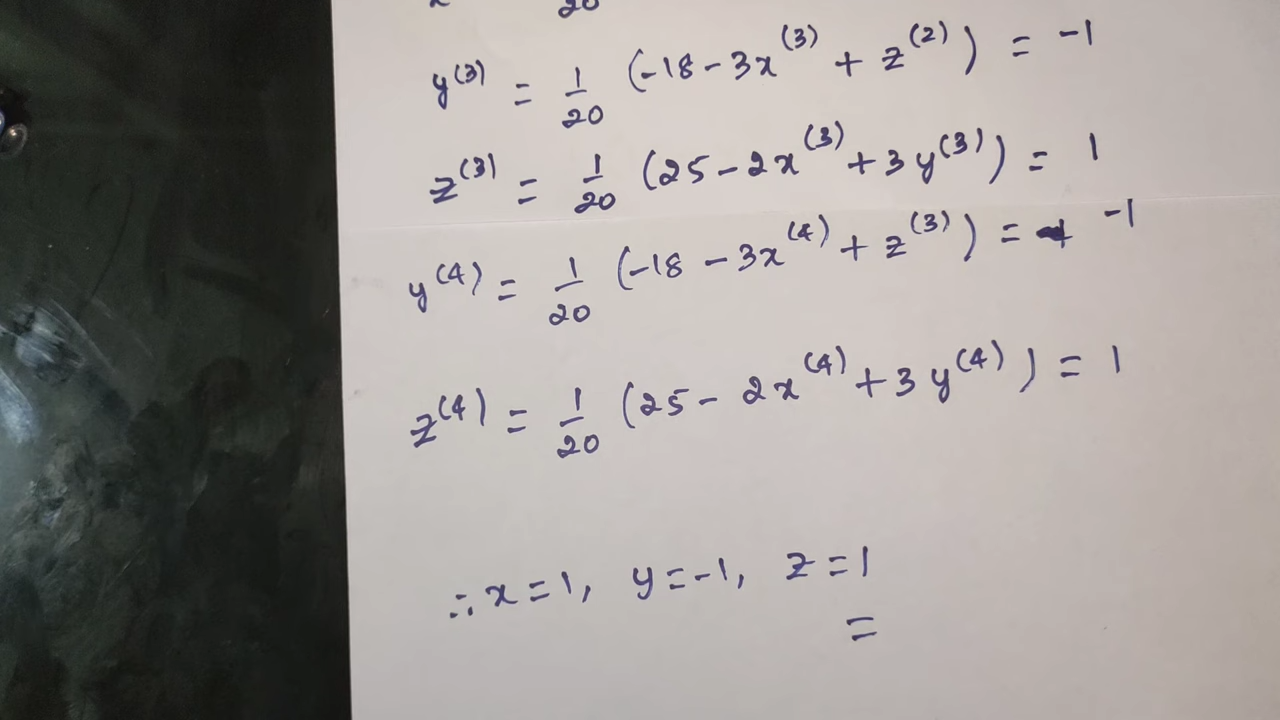 20
y^(3) = 1/20 (-18 - 3x^(3) + z^(2)) = -1
z^(3) = 1/20 (25 - 2x^(3) + 3y^(3)) = 1
y^(4) = 1/20 (-18 - 3x^(4) + z^(3)) = -1
z^(4) = 1/20 (25 - 2x^(4) + 3y^(4)) = 1
∴ x = 1, y = -1, z = 1
=